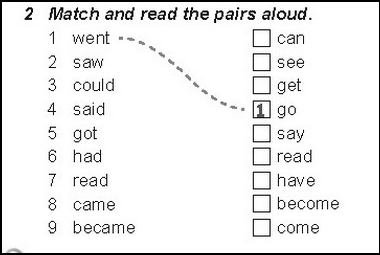 2 Match and read the pairs aloud.
1 went can
2 saw see
3 could get
4 said 1 go
5 got say
6 had read
7 read have
8 came become
9 became come